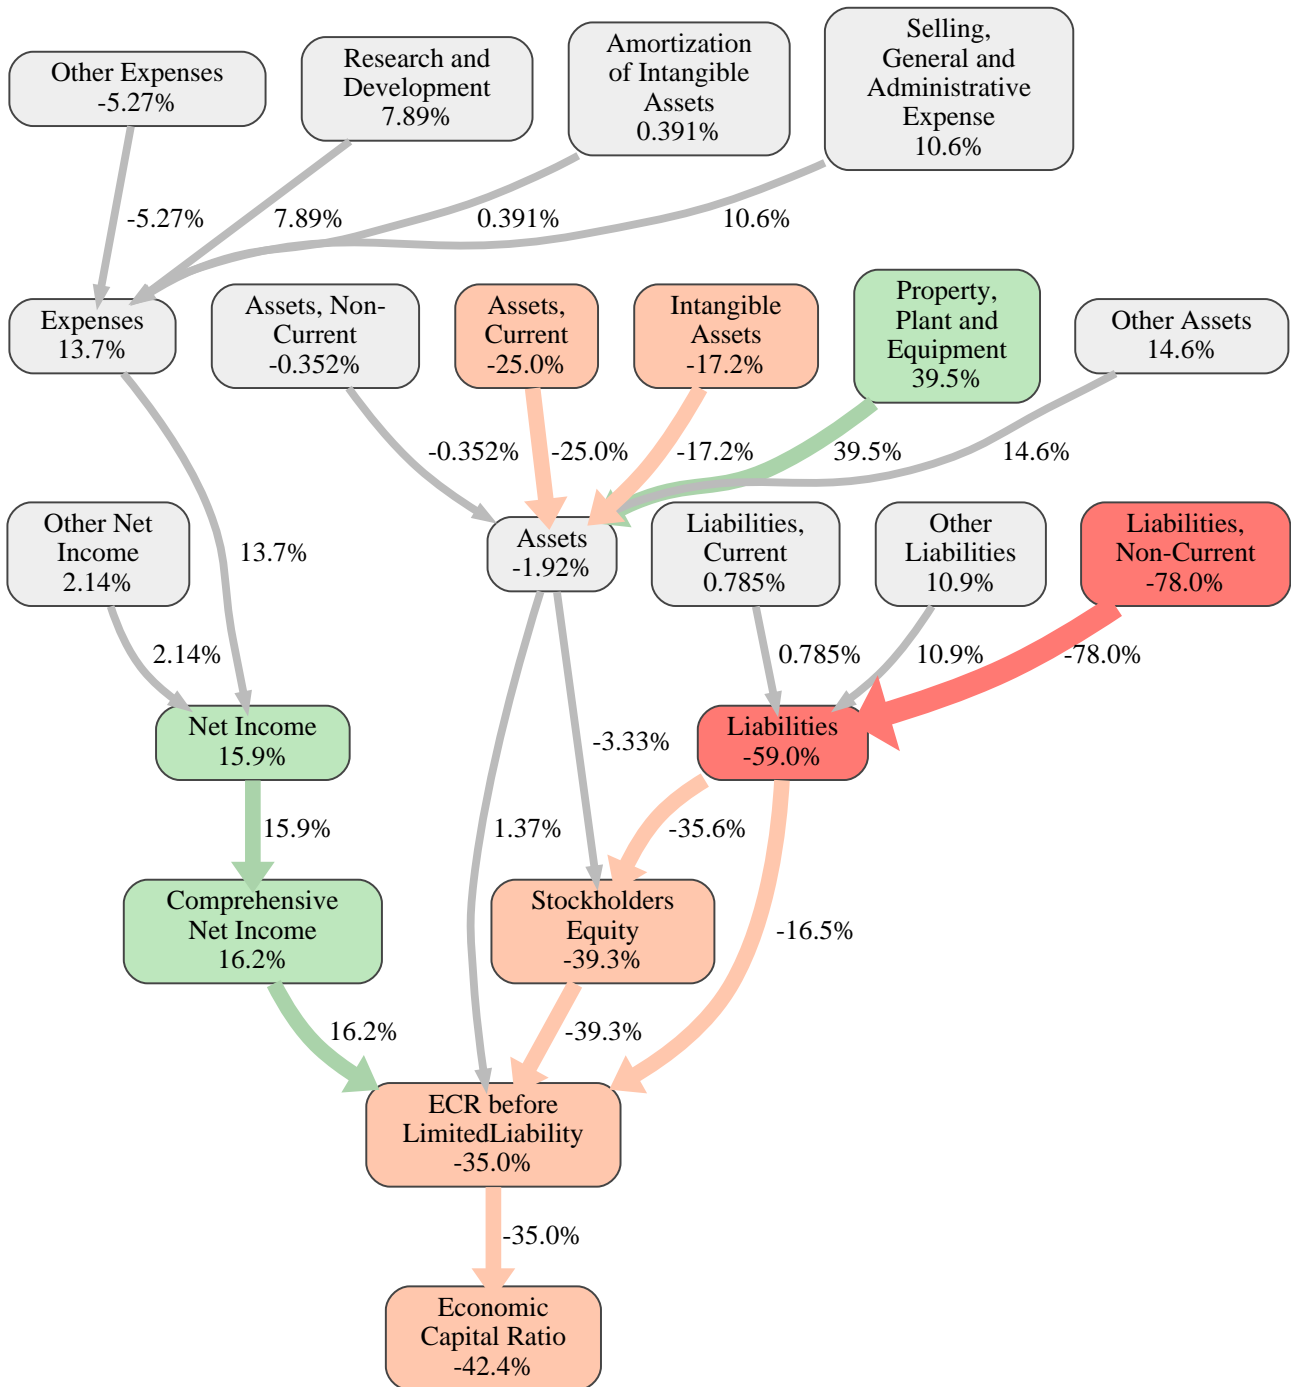 Other Expenses
-5.27%
Research and
Development
7.89%
Amortization
of Intangible
Assets
0.391%
Selling,
General and
Administrative
Expense
10.6%
-5.27%
7.89%
0.391%
10.6%
Expenses
13.7%
Assets, Non-
Current
-0.352%
Assets,
Current
-25.0%
Intangible
Assets
-17.2%
Property,
Plant and
Equipment
39.5%
Other Assets
14.6%
-0.352%
-25.0%
-17.2%
39.5%
14.6%
Other Net
Income
2.14%
13.7%
Assets
-1.92%
Liabilities,
Current
0.785%
Other
Liabilities
10.9%
Liabilities,
Non-Current
-78.0%
2.14%
0.785%
10.9%
-78.0%
Net Income
15.9%
-3.33%
Liabilities
-59.0%
15.9%
1.37%
-35.6%
Comprehensive
Net Income
16.2%
Stockholders
Equity
-39.3%
-16.5%
16.2%
-39.3%
ECR before
LimitedLiability
-35.0%
-35.0%
Economic
Capital Ratio
-42.4%